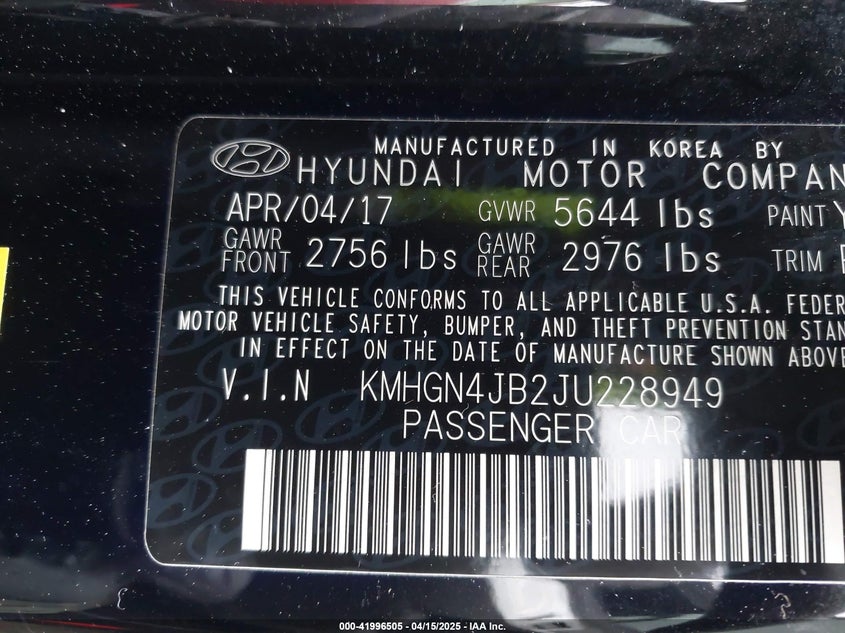 MANUFACTURED IN KOREA BY
HYUNDAI MOTOR COMPAN
APR/04/17 GVWR 5644 lbs PAINT Y
GAWR FRONT 2756 lbs GAWR REAR 2976 lbs TRIM
THIS VEHICLE CONFORMS TO ALL APPLICABLE U.S.A. FEDER
MOTOR VEHICLE SAFETY, BUMPER, AND THEFT PREVENTION STAN
IN EFFECT ON THE DATE OF MANUFACTURE SHOWN ABOVE
V.I.N KMHGN4JB2JU228949
PASSENGER CAR
000-41996505 - 04/15/2025 - IAA Inc.